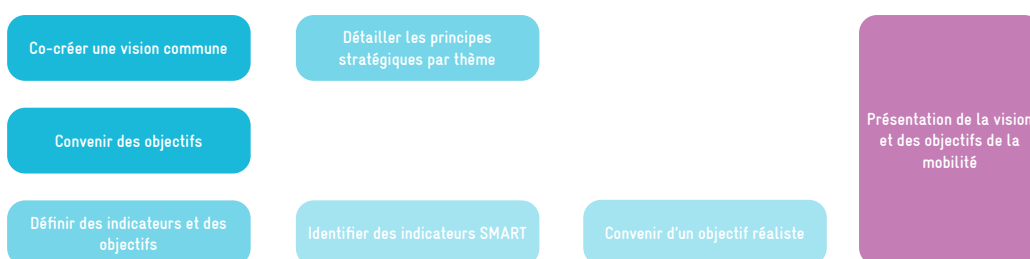 Co-créer une vision commune
Détailler les principes
stratégiques par thème
Convenir des objectifs
Présentation de la vision
et des objectifs de la
mobilité
Définir des indicateurs et des
objectifs
Identifier des indicateurs SMART
Convenir d'un objectif réaliste